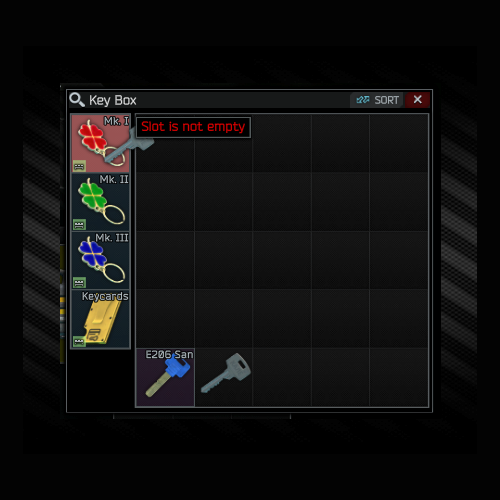 Key Box
SORT
Mk. I
Slot is not empty
Mk. II
Mk. III
Keycards
E206 San